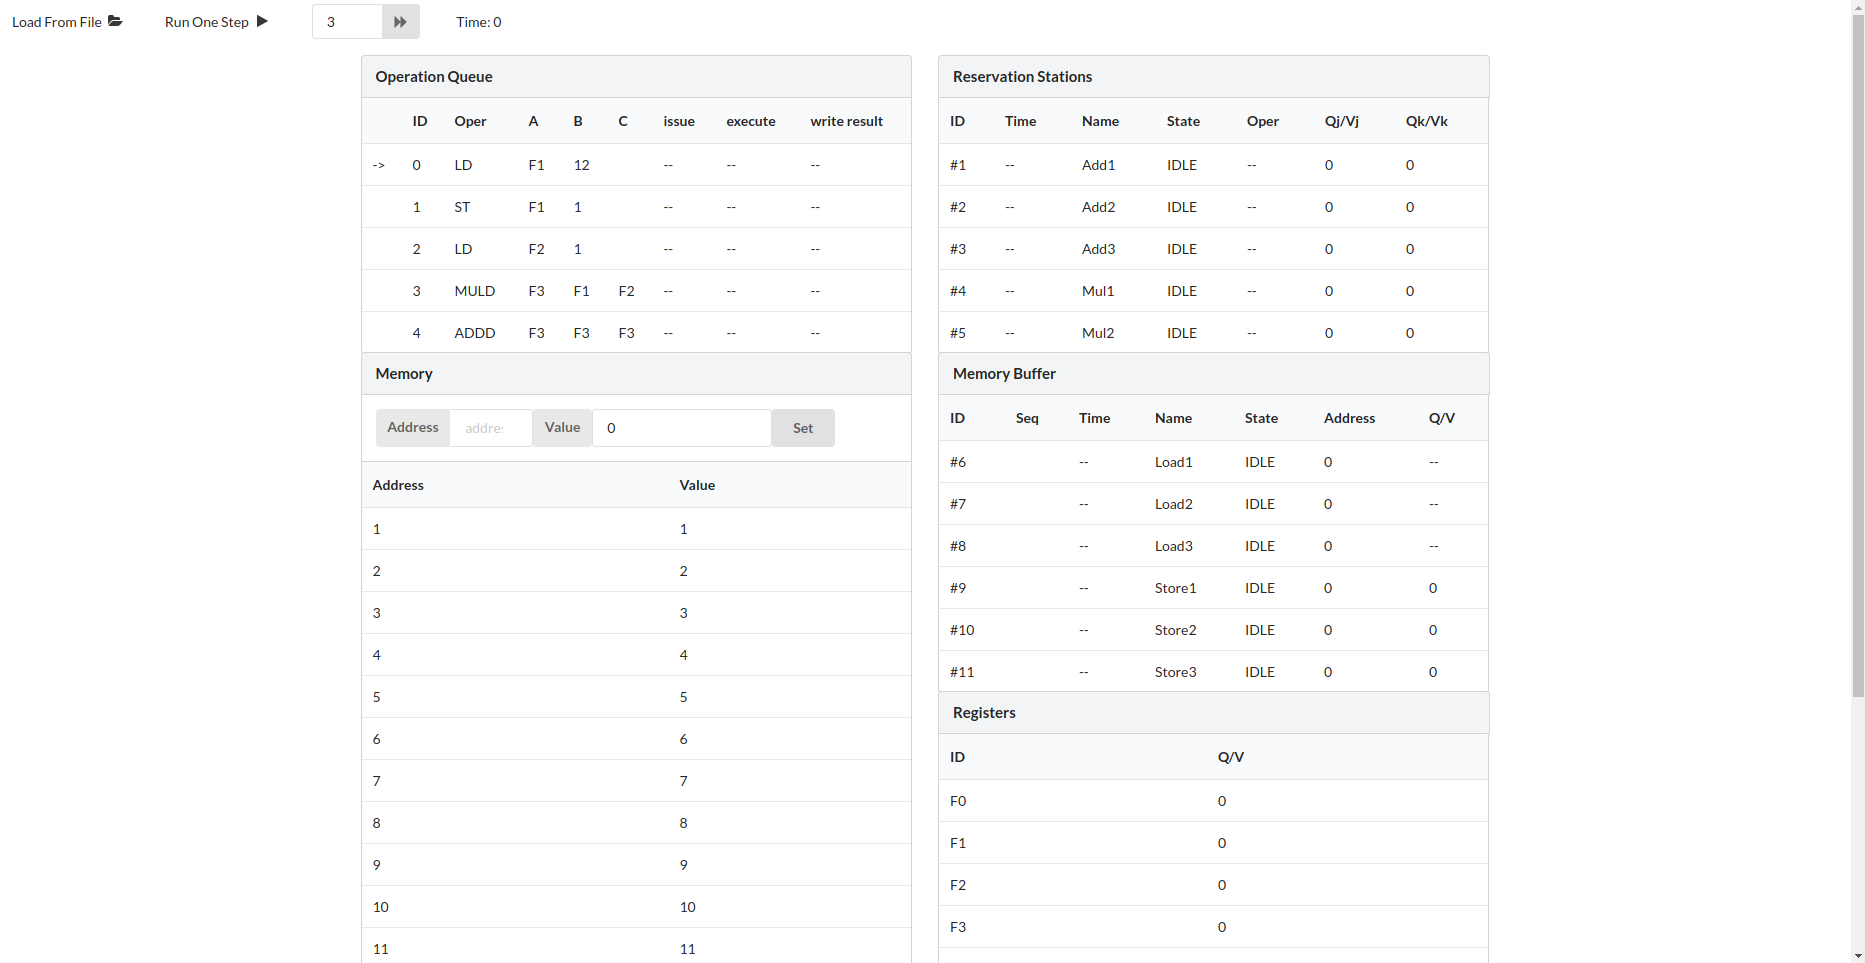 Load From File Run One Step 3 Time: 0
Operation Queue
ID Oper A B C issue execute write result
-> 0 LD F1 12 -- -- --
1 ST F1 1 -- -- --
2 LD F2 1 -- -- --
3 MULD F3 F1 F2 -- -- --
4 ADDD F3 F3 F3 -- -- --
Memory
Address addre Value 0 Set
Address Value
1 1
2 2
3 3
4 4
5 5
6 6
7 7
8 8
9 9
10 10
11 11
Reservation Stations
ID Time Name State Oper Qj/Vj Qk/Vk
#1 -- Add1 IDLE -- 0 0
#2 -- Add2 IDLE -- 0 0
#3 -- Add3 IDLE -- 0 0
#4 -- Mul1 IDLE -- 0 0
#5 -- Mul2 IDLE -- 0 0
Memory Buffer
ID Seq Time Name State Address Q/V
#6 -- Load1 IDLE 0 --
#7 -- Load2 IDLE 0 --
#8 -- Load3 IDLE 0 --
#9 -- Store1 IDLE 0 0
#10 -- Store2 IDLE 0 0
#11 -- Store3 IDLE 0 0
Registers
ID Q/V
F0 0
F1 0
F2 0
F3 0